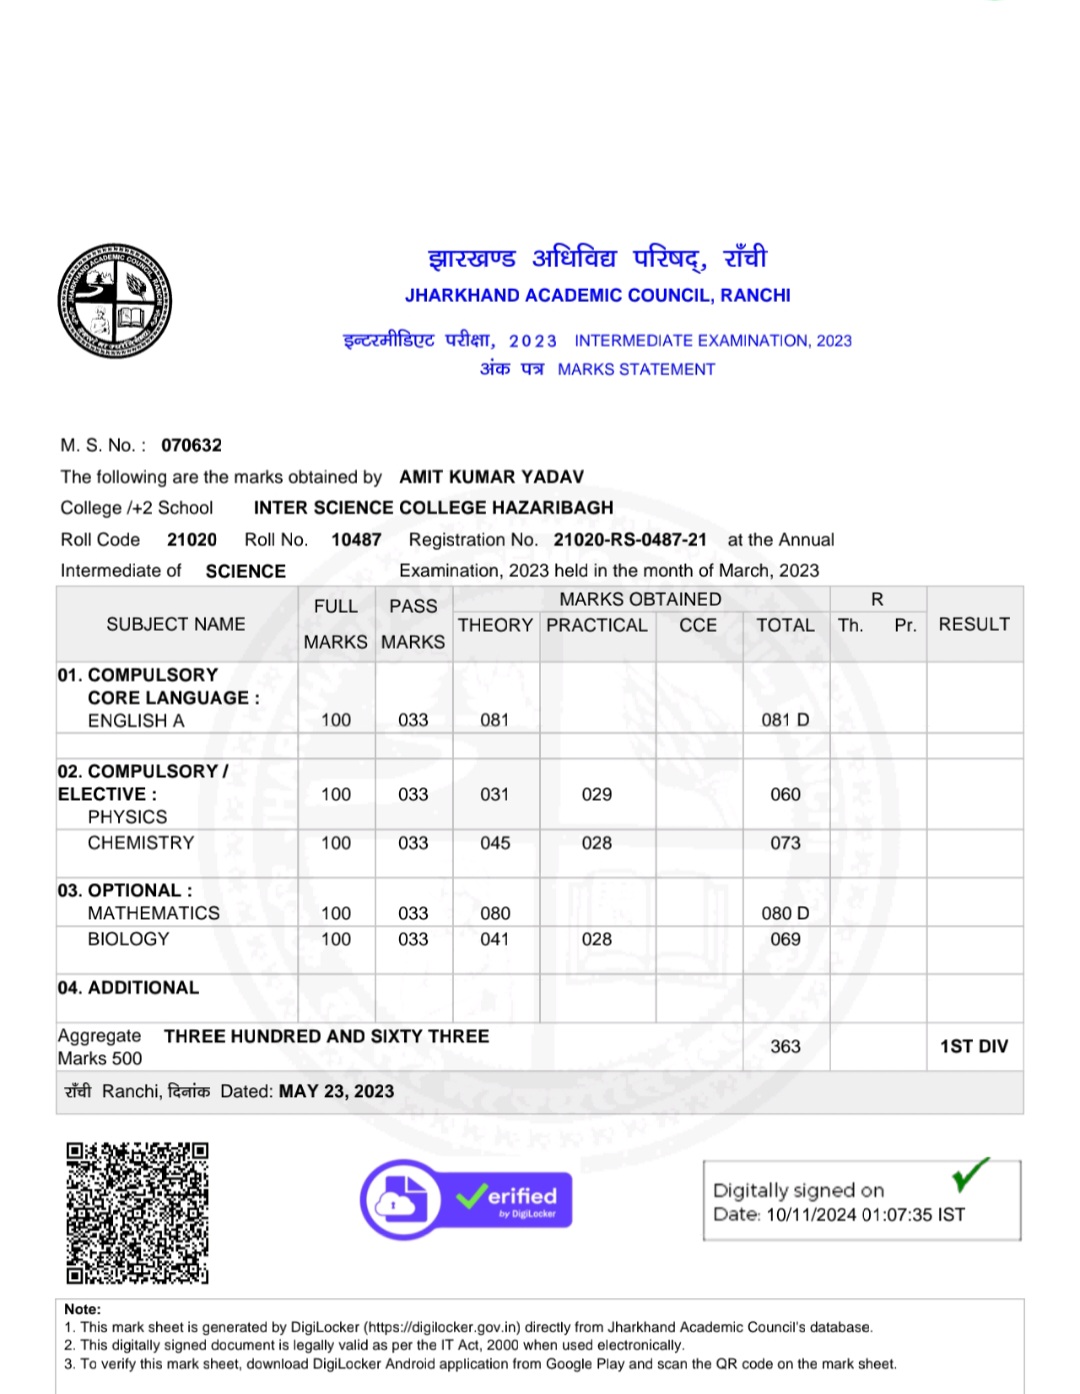 झारखण्ड अधिविद्य परिषद्, राँची
JHARKHAND ACADEMIC COUNCIL, RANCHI
इन्टरमीडिएट परीक्षा, 2023 INTERMEDIATE EXAMINATION, 2023
अंक पत्र MARKS STATEMENT
M. S. No. : 070632
The following are the marks obtained by AMIT KUMAR YADAV
College /+2 School INTER SCIENCE COLLEGE HAZARIBAGH
Roll Code 21020 Roll No. 10487 Registration No. 21020-RS-0487-21 at the Annual
Intermediate of SCIENCE Examination, 2023 held in the month of March, 2023
SUBJECT NAME FULL MARKS PASS MARKS MARKS OBTAINED R RESULT
THEORY PRACTICAL CCE TOTAL Th. Pr.
01. COMPULSORY
CORE LANGUAGE :
ENGLISH A 100 033 081 081 D
02. COMPULSORY /
ELECTIVE : 100 033 031 029 060
PHYSICS
CHEMISTRY 100 033 045 028 073
03. OPTIONAL :
MATHEMATICS 100 033 080 080 D
BIOLOGY 100 033 041 028 069
04. ADDITIONAL
Aggregate THREE HUNDRED AND SIXTY THREE
Marks 500 363 1ST DIV
राँची Ranchi, दिनांक Dated: MAY 23, 2023
erified
by DigiLocker
Digitally signed on
Date: 10/11/2024 01:07:35 IST
Note:
1. This mark sheet is generated by DigiLocker (https://digilocker.gov.in) directly from Jharkhand Academic Council's database.
2. This digitally signed document is legally valid as per the IT Act, 2000 when used electronically.
3. To verify this mark sheet, download DigiLocker Android application from Google Play and scan the QR code on the mark sheet.